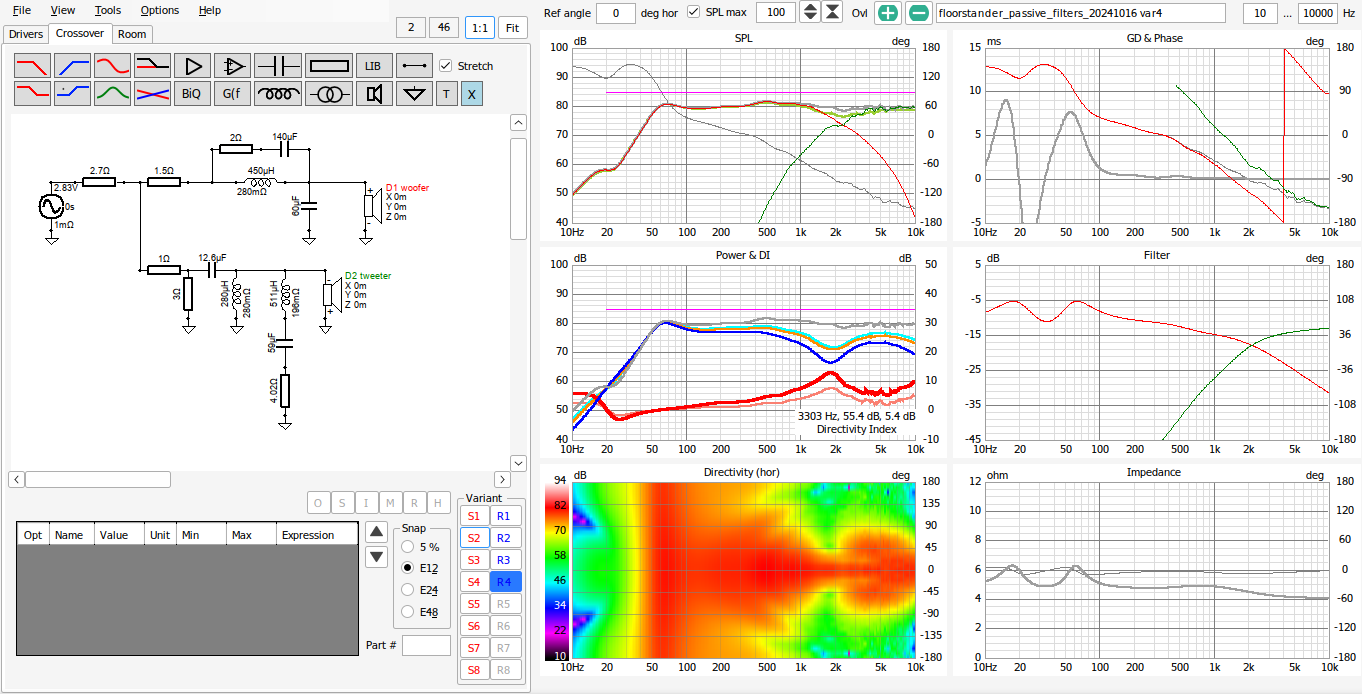 File View Tools Options Help
Drivers Crossover Room
2 46 1:1 Fit
LIB
Stretch
BiQ G(f T X
2Ω 140µF
2.7Ω 1.5Ω 450µH
280mΩ
2.83V
0s
1mΩ
60µF
D1 woofer
X 0m
Y 0m
Z 0m
+
-
1Ω 12.6µF
3Ω
280µH
280mΩ
511µH
196mΩ
D2 tweeter
X 0m
Y 0m
Z 0m
-
+
59µF
4.02Ω
O S I M R H
Opt Name Value Unit Min Max Expression
Snap
5 %
E12
E24
E48
Part #
Variant
S1 R1
S2 R2
S3 R3
S4 R4
S5 R5
S6 R6
S7 R7
S8 R8
Ref angle 0 deg hor SPL max 100 Ovl floorstander_passive_filters_20241016 var4 10 ... 10000 Hz
SPL
dB deg
100 90 80 70 60 50 40
180 120 60 0 -60 -120 -180
10Hz 20 50 100 200 500 1k 2k 5k 10k
GD & Phase
ms deg
15 10 5 0 -5
180 90 0 -90 -180
10Hz 20 50 100 200 500 1k 2k 5k 10k
Power & DI
dB dB
100 90 80 70 60 50 40
50 40 30 20 10 0 -10
3303 Hz, 55.4 dB, 5.4 dB
Directivity Index
10Hz 20 50 100 200 500 1k 2k 5k 10k
Filter
dB deg
5 -5 -15 -25 -35 -45
180 108 36 -36 -108 -180
10Hz 20 50 100 200 500 1k 2k 5k 10k
Directivity (hor)
dB deg
94 82 70 58 46 34 22 10
180 135 90 45 0 -45 -90 -135 -180
10Hz 20 50 100 200 500 1k 2k 5k 10k
Impedance
ohm deg
12 10 8 6 4 2 0
180 120 60 0 -60 -120 -180
10Hz 20 50 100 200 500 1k 2k 5k 10k